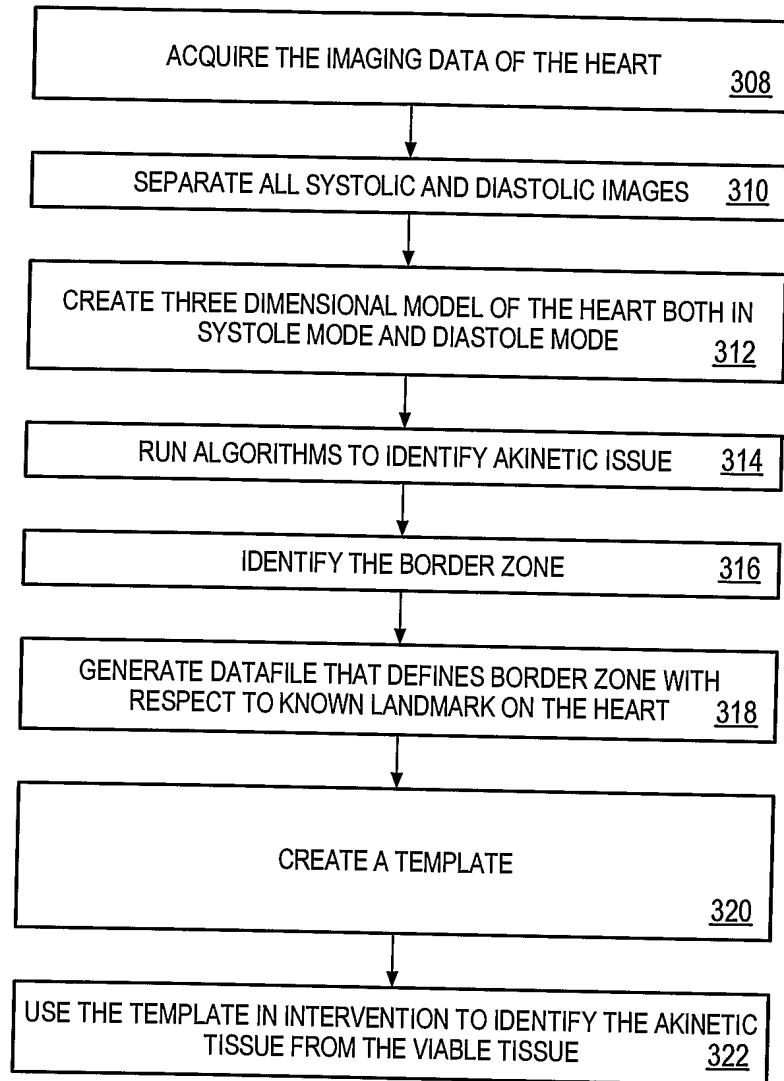 ACQUIRE THE IMAGING DATA OF THE HEART
308
SEPARATE ALL SYSTOLIC AND DIASTOLIC IMAGES 310
CREATE THREE DIMENSIONAL MODEL OF THE HEART BOTH IN
SYSTOLE MODE AND DIASTOLE MODE 312
RUN ALGORITHMS TO IDENTIFY AKINETIC ISSUE 314
IDENTIFY THE BORDER ZONE 316
GENERATE DATAFILE THAT DEFINES BORDER ZONE WITH
RESPECT TO KNOWN LANDMARK ON THE HEART 318
CREATE A TEMPLATE
320
USE THE TEMPLATE IN INTERVENTION TO IDENTIFY THE AKINETIC
TISSUE FROM THE VIABLE TISSUE 322